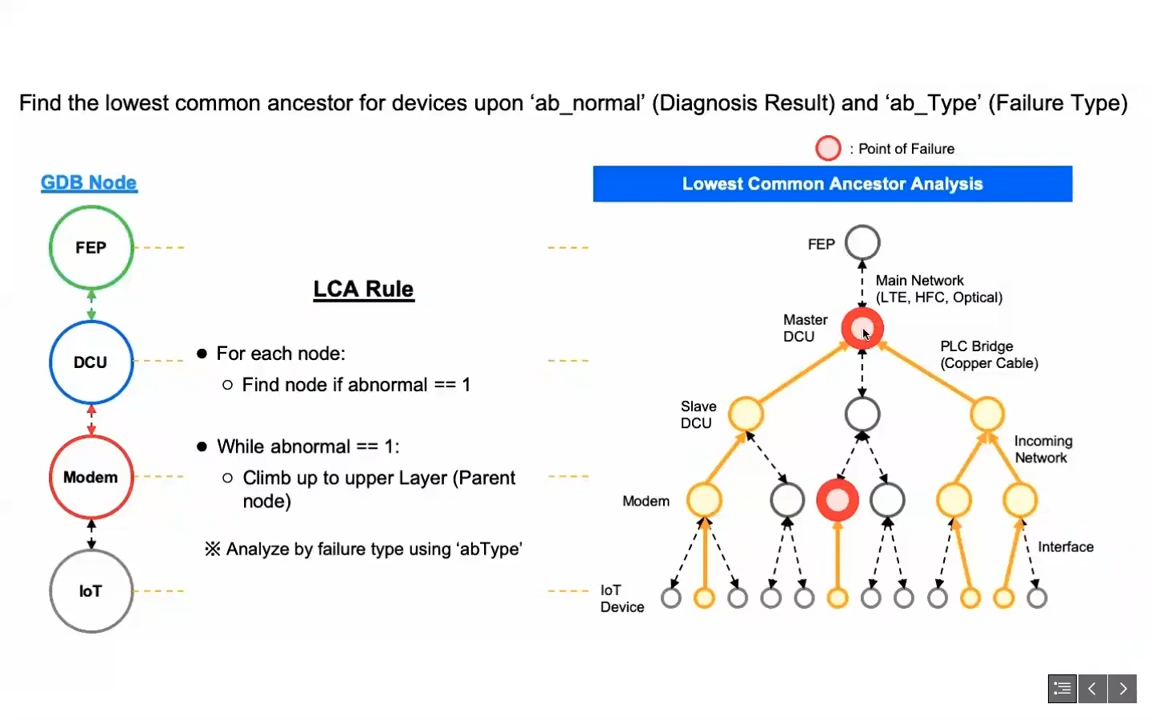 Find the lowest common ancestor for devices upon ‘ab_normal’ (Diagnosis Result) and ‘ab_Type’ (Failure Type)
: Point of Failure
GDB Node
Lowest Common Ancestor Analysis
FEP
DCU
Modem
IoT
LCA Rule
● For each node:
○ Find node if abnormal == 1
● While abnormal == 1:
○ Climb up to upper Layer (Parent
node)
※ Analyze by failure type using ‘abType’
FEP
Main Network
(LTE, HFC, Optical)
Master
DCU
PLC Bridge
(Copper Cable)
Slave
DCU
Incoming
Network
Modem
Interface
IoT
Device